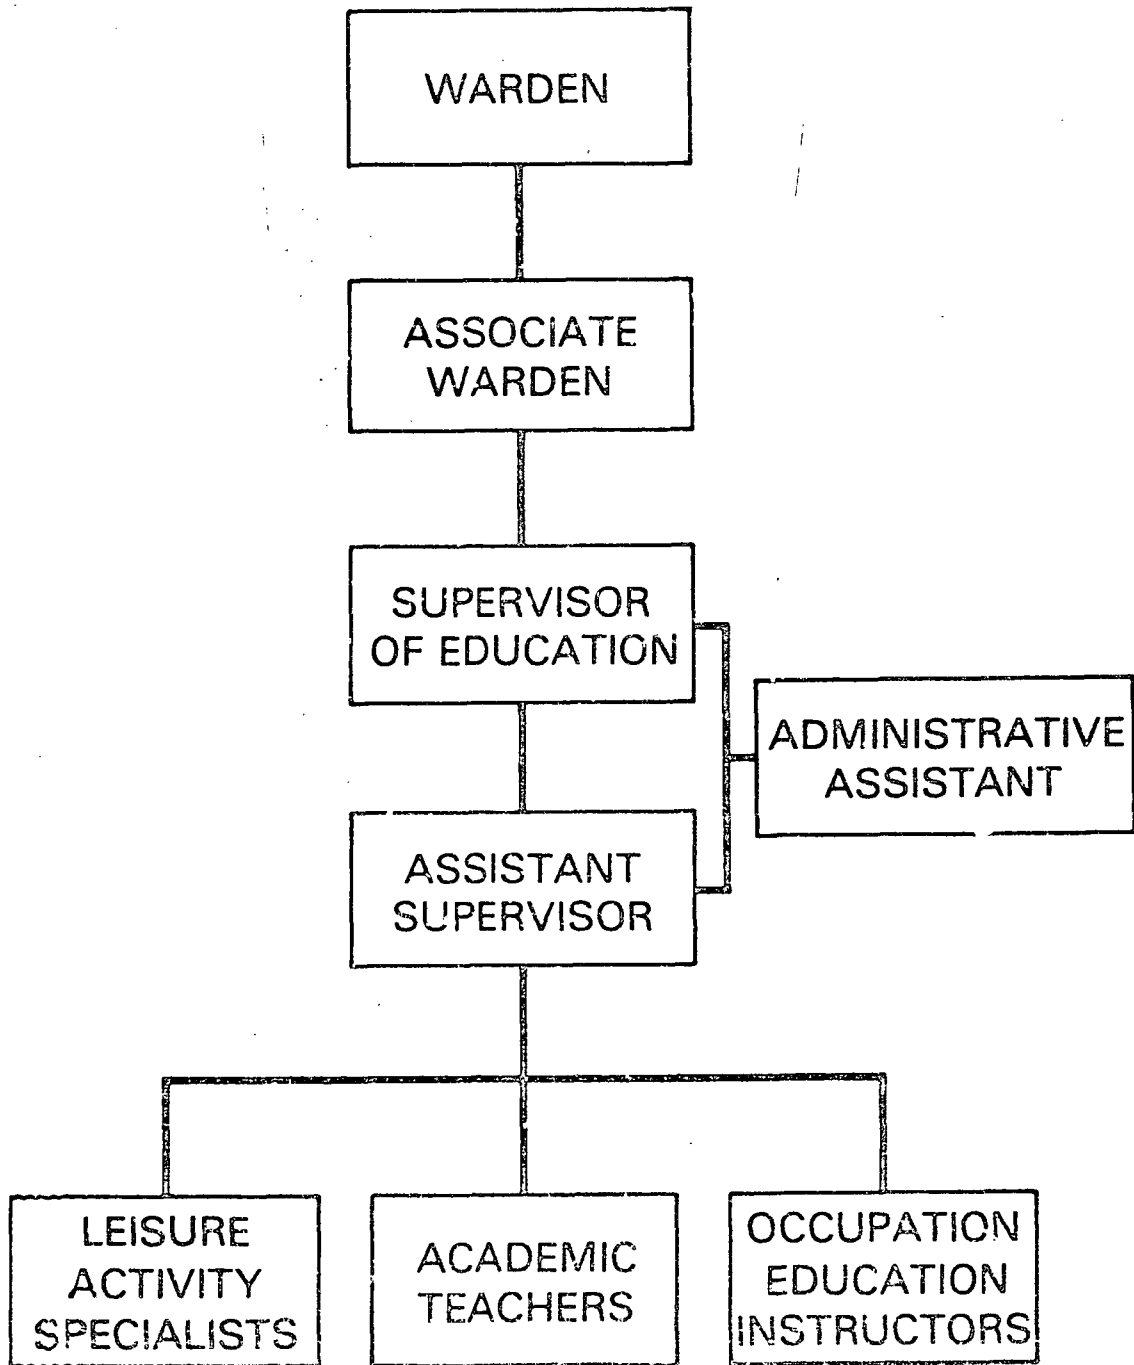 WARDEN
ASSOCIATE
WARDEN
SUPERVISOR
OF EDUCATION
ADMINISTRATIVE
ASSISTANT
ASSISTANT
SUPERVISOR
LEISURE
ACTIVITY
SPECIALISTS
ACADEMIC
TEACHERS
OCCUPATION
EDUCATION
INSTRUCTORS